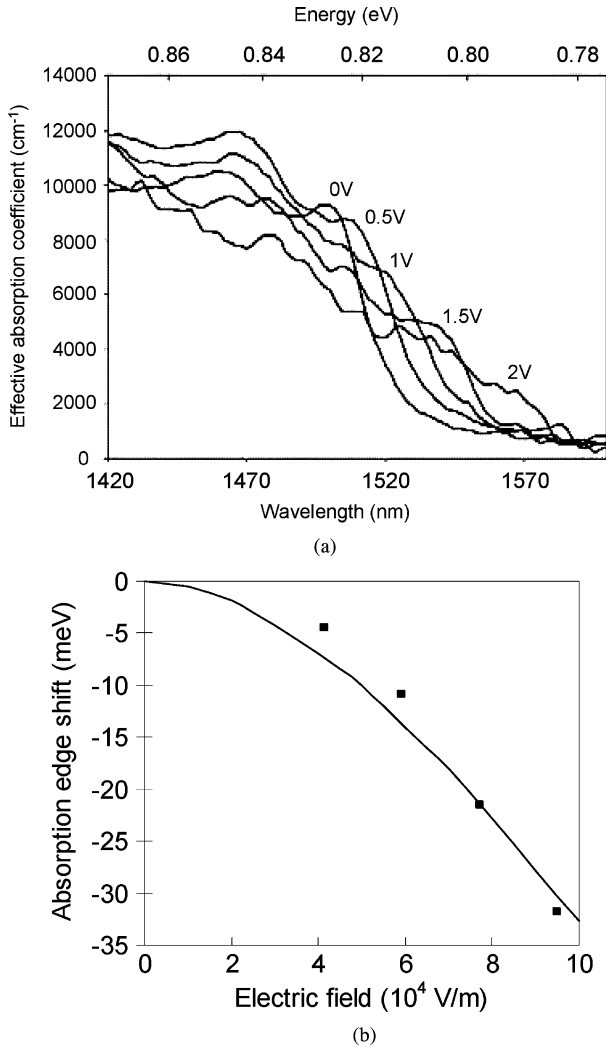 Energy (eV)
0.86 0.84 0.82 0.80 0.78
14000
12000
10000
8000
6000
4000
2000
0
Effective absorption coefficient (cm⁻¹)
0V
0.5V
1V
1.5V
2V
1420 1470 1520 1570
Wavelength (nm)
(a)
0
-5
-10
-15
-20
-25
-30
-35
Absorption edge shift (meV)
0 2 4 6 8 10
Electric field (10⁴ V/m)
(b)